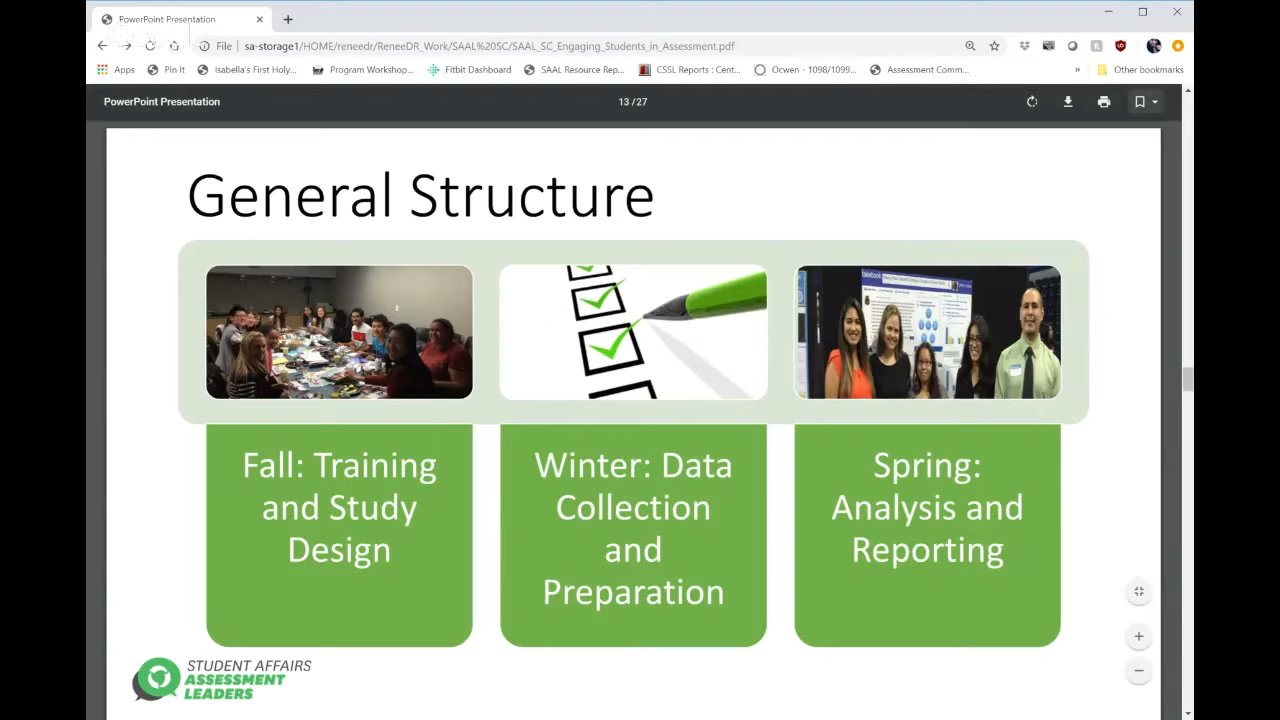 PowerPoint Presentation
File
sa-storage1/HOME/reneedr/ReneeDR_Work/SAAL%20SC/SAAL_SC_Engaging_Students_in_Assessment.pdf
Apps
Pin It
Isabella's First Holy...
Program Workshop...
Fitbit Dashboard
SAAL Resource Rep...
CSSL Reports : Cent...
Ocwen - 1098/1099...
Assessment Comm...
»
Other bookmarks
PowerPoint Presentation
13 / 27
General Structure
Fall: Training
and Study
Design
Winter: Data
Collection
and
Preparation
Spring:
Analysis and
Reporting
STUDENT AFFAIRS
ASSESSMENT
LEADERS